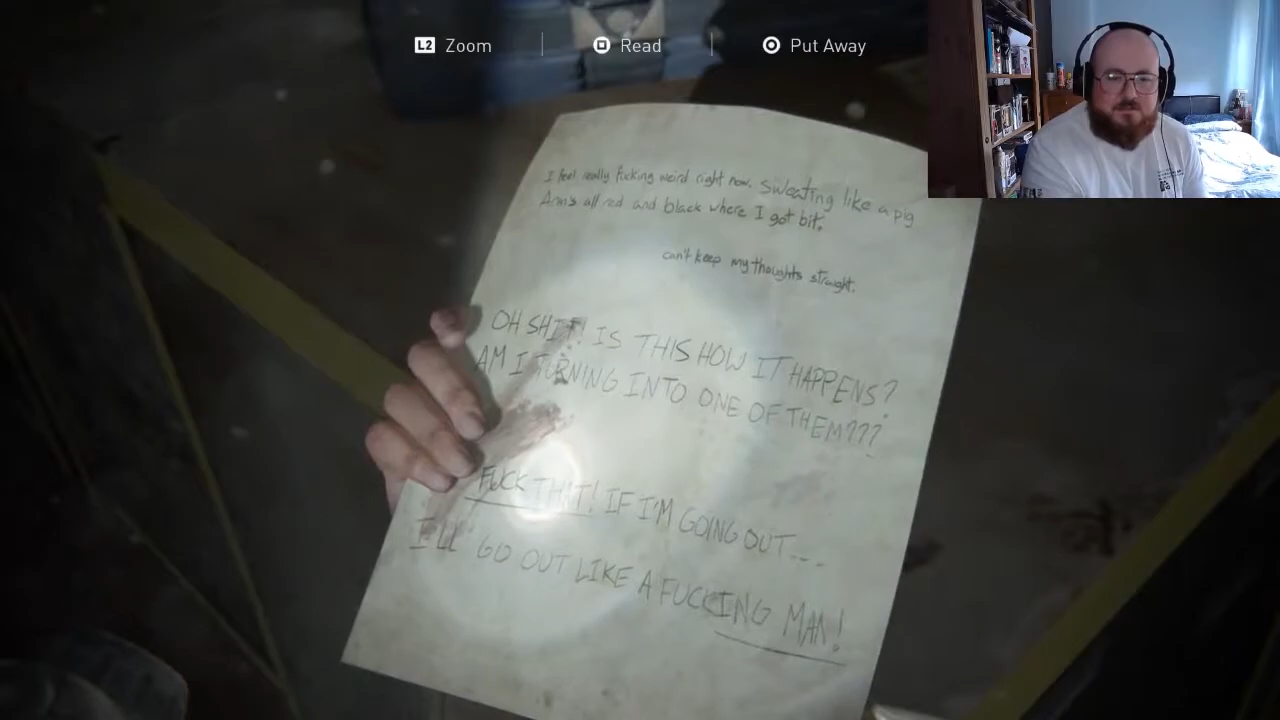 L2 Zoom Read Put Away
I feel really fucking weird right now. Sweating like a pig
Arm's all red and black where I got bit.
can't keep my thoughts straight.
OH SHIT! IS THIS HOW IT HAPPENS?
AM I TURNING INTO ONE OF THEM???
FUCK THAT! IF I'M GOING OUT...
I'LL GO OUT LIKE A FUCKING MAN!